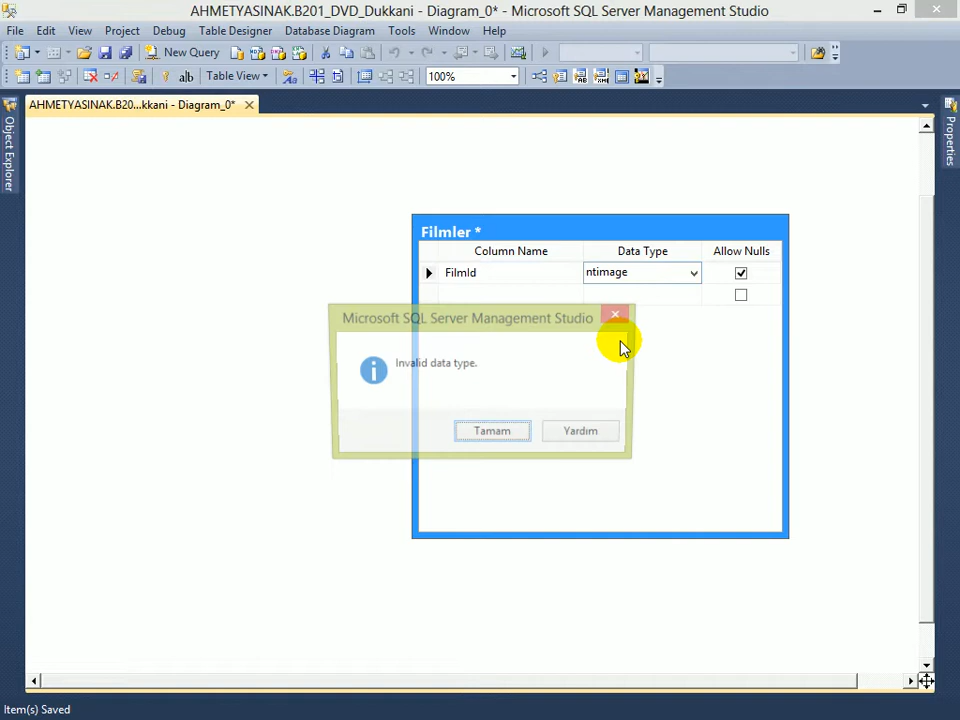 AHMETYASINAK.B201_DVD_Dukkani - Diagram_0* - Microsoft SQL Server Management Studio
File Edit View Project Debug Table Designer Database Diagram Tools Window Help
New Query
Table View 100%
AHMETYASINAK.B20...kkani - Diagram_0*
Object Explorer
Properties
Filmler *
Column Name Data Type Allow Nulls
FilmId ntimage
Microsoft SQL Server Management Studio
Invalid data type.
Tamam Yardım
Item(s) Saved